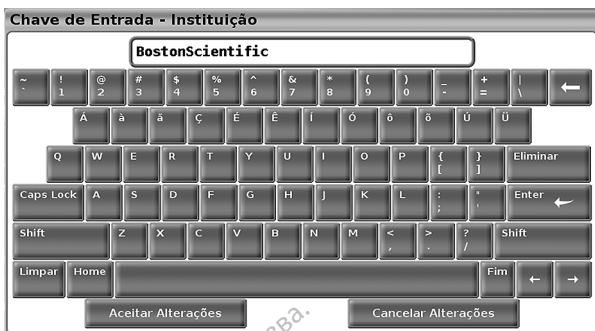 Chave de Entrada - Instituição
BostonScientific
~ ! @ # $ % ^ & * ( ) _ + |
` 1 2 3 4 5 6 7 8 9 0 - = \ ←
Á à ã Ç É Ê Í Ó ô õ Ú Ü
Q W E R T Y U I O P { } Eliminar
[ ]
Caps Lock A S D F G H J K L : " Enter
; '
Shift Z X C V B N M < > ? Shift
, . /
Limpar Home Fim ← →
Aceitar Alterações Cancelar Alterações